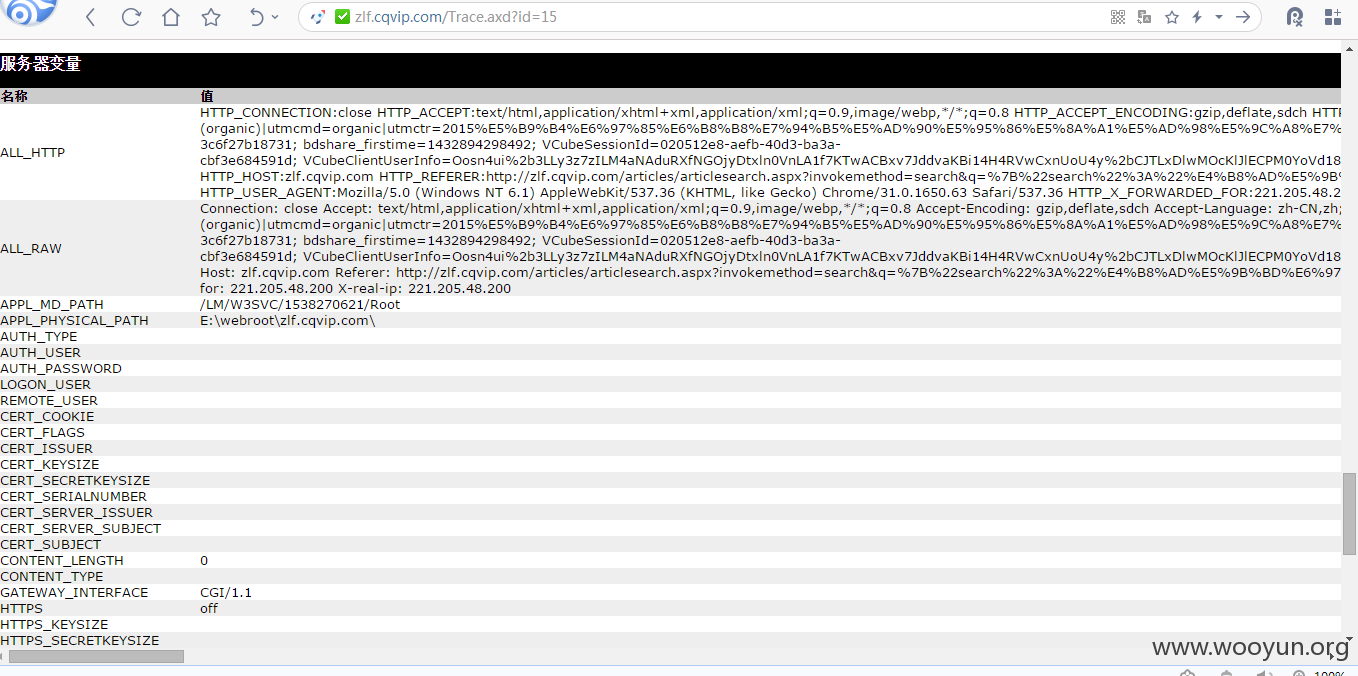 zlf.cqvip.com/Trace.axd?id=15
服务器变量
名称 值
HTTP_CONNECTION:close HTTP_ACCEPT:text/html,application/xhtml+xml,application/xml;q=0.9,image/webp,*/*;q=0.8 HTTP_ACCEPT_ENCODING:gzip,deflate,sdch HTT
(organic)|utmcmd=organic|utmctr=2015%E5%B9%B4%E6%97%85%E6%B8%B8%E7%94%B5%E5%AD%90%E5%95%86%E5%8A%A1%E5%AD%98%E5%9C%A8%E7%
ALL_HTTP 3c6f27b18731; bdshare_firstime=1432894298492; VCubeSessionId=020512e8-aefb-40d3-ba3a-
cbf3e684591d; VCubeClientUserInfo=Oosn4ui%2b3LLy3z7zILM4aNAduRXfNGOjyDtxln0VnLA1f7KTwACBxv7JddvaKBi14H4RVwCxnUoU4y%2bCJTLxDlwMOcKlJlECPM0YoVd18
HTTP_HOST:zlf.cqvip.com HTTP_REFERER:http://zlf.cqvip.com/articles/articlesearch.aspx?invokemethod=search&q=%7B%22search%22%3A%22%E4%B8%AD%E5%9B%
HTTP_USER_AGENT:Mozilla/5.0 (Windows NT 6.1) AppleWebKit/537.36 (KHTML, like Gecko) Chrome/31.0.1650.63 Safari/537.36 HTTP_X_FORWARDED_FOR:221.205.48.2
Connection: close Accept: text/html,application/xhtml+xml,application/xml;q=0.9,image/webp,*/*;q=0.8 Accept-Encoding: gzip,deflate,sdch Accept-Language: zh-CN,zh;
(organic)|utmcmd=organic|utmctr=2015%E5%B9%B4%E6%97%85%E6%B8%B8%E7%94%B5%E5%AD%90%E5%95%86%E5%8A%A1%E5%AD%98%E5%9C%A8%E7%
ALL_RAW 3c6f27b18731; bdshare_firstime=1432894298492; VCubeSessionId=020512e8-aefb-40d3-ba3a-
cbf3e684591d; VCubeClientUserInfo=Oosn4ui%2b3LLy3z7zILM4aNAduRXfNGOjyDtxln0VnLA1f7KTwACBxv7JddvaKBi14H4RVwCxnUoU4y%2bCJTLxDlwMOcKlJlECPM0YoVd18
Host: zlf.cqvip.com Referer: http://zlf.cqvip.com/articles/articlesearch.aspx?invokemethod=search&q=%7B%22search%22%3A%22%E4%B8%AD%E5%9B%BD%E6%97
for: 221.205.48.200 X-real-ip: 221.205.48.200
APPL_MD_PATH /LM/W3SVC/1538270621/Root
APPL_PHYSICAL_PATH E:\webroot\zlf.cqvip.com\
AUTH_TYPE
AUTH_USER
AUTH_PASSWORD
LOGON_USER
REMOTE_USER
CERT_COOKIE
CERT_FLAGS
CERT_ISSUER
CERT_KEYSIZE
CERT_SECRETKEYSIZE
CERT_SERIALNUMBER
CERT_SERVER_ISSUER
CERT_SERVER_SUBJECT
CERT_SUBJECT
CONTENT_LENGTH 0
CONTENT_TYPE
GATEWAY_INTERFACE CGI/1.1
HTTPS off
HTTPS_KEYSIZE
HTTPS_SECRETKEYSIZE
www.wooyun.org